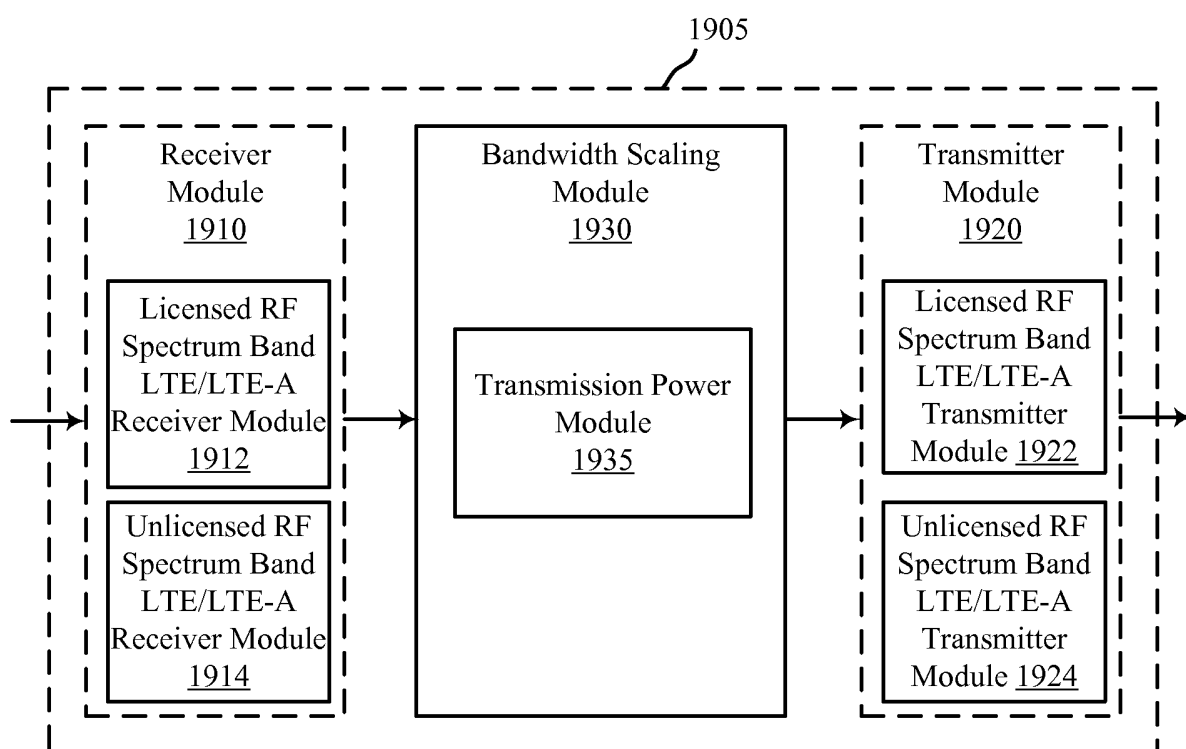 1905
Receiver
Module
1910
Licensed RF
Spectrum Band
LTE/LTE-A
Receiver Module
1912
Unlicensed RF
Spectrum Band
LTE/LTE-A
Receiver Module
1914
Bandwidth Scaling
Module
1930
Transmission Power
Module
1935
Transmitter
Module
1920
Licensed RF
Spectrum Band
LTE/LTE-A
Transmitter
Module 1922
Unlicensed RF
Spectrum Band
LTE/LTE-A
Transmitter
Module 1924